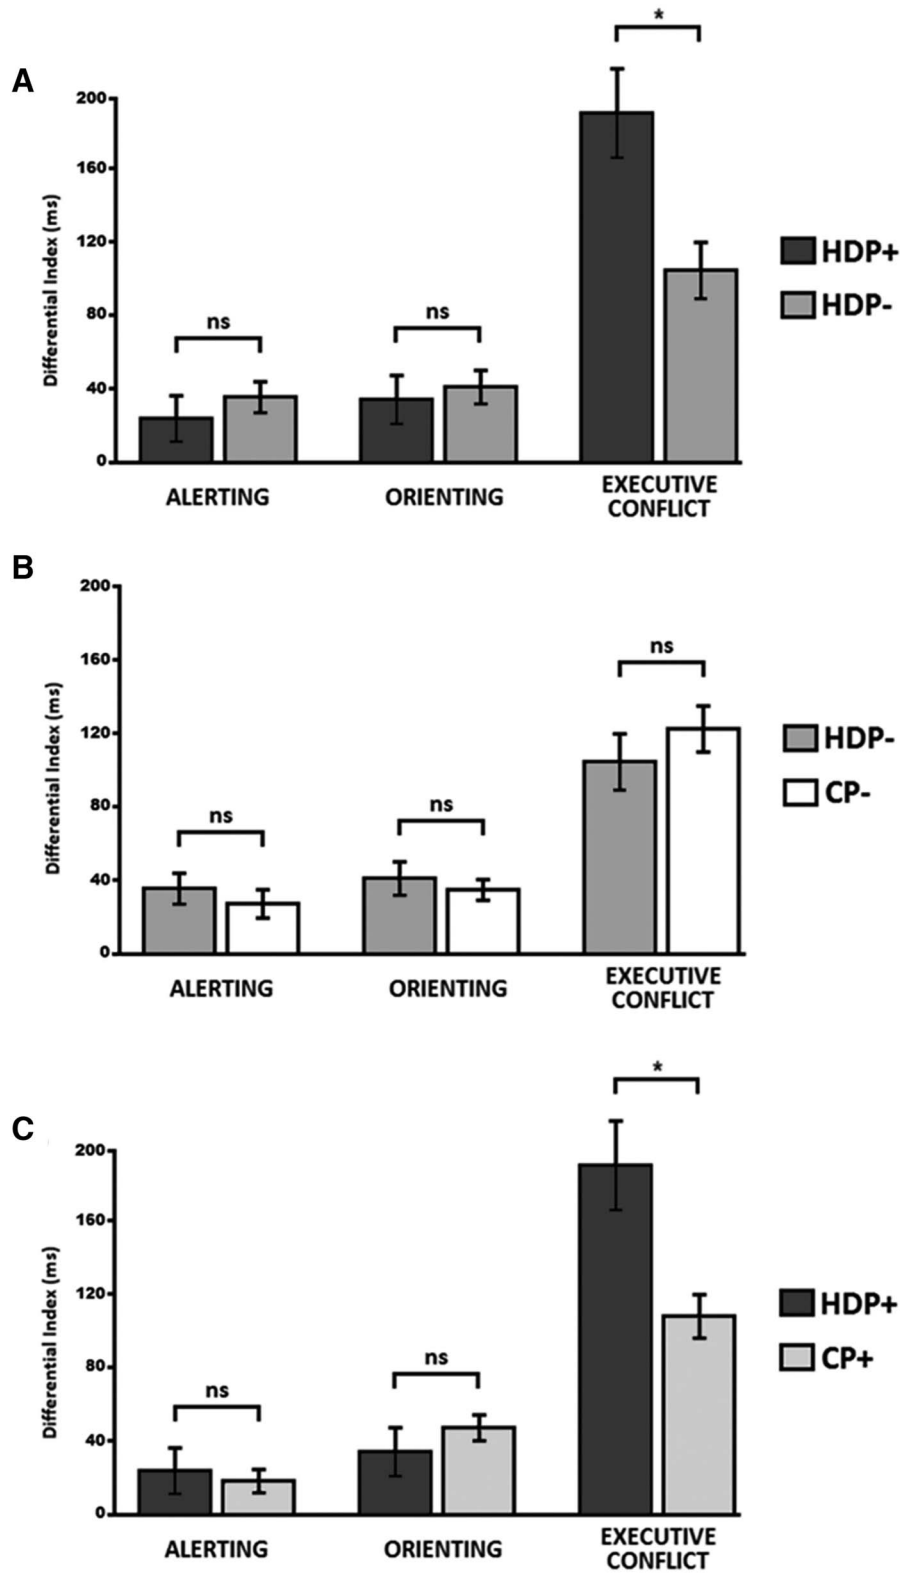 A
*
200
160
120
80
40
0
Differential Index (ms)
ns
ns
ALERTING
ORIENTING
EXECUTIVE
CONFLICT
HDP+
HDP-
B
200
160
120
80
40
0
Differential Index (ms)
ns
ns
ns
ALERTING
ORIENTING
EXECUTIVE
CONFLICT
HDP-
CP-
C
*
200
160
120
80
40
0
Differential Index (ms)
ns
ns
ALERTING
ORIENTING
EXECUTIVE
CONFLICT
HDP+
CP+